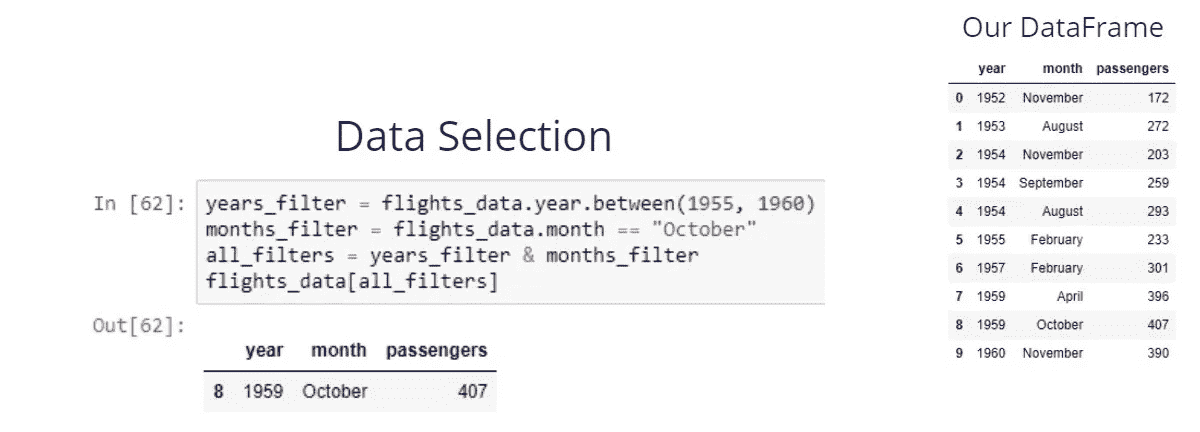 Data Selection
In [62]:
years_filter = flights_data.year.between(1955, 1960)
months_filter = flights_data.month == "October"
all_filters = years_filter & months_filter
flights_data[all_filters]
Out[62]:
year month passengers
8 1959 October 407
Our DataFrame
year month passengers
0 1952 November 172
1 1953 August 272
2 1954 November 203
3 1954 September 259
4 1954 August 293
5 1955 February 233
6 1957 February 301
7 1959 April 396
8 1959 October 407
9 1960 November 390